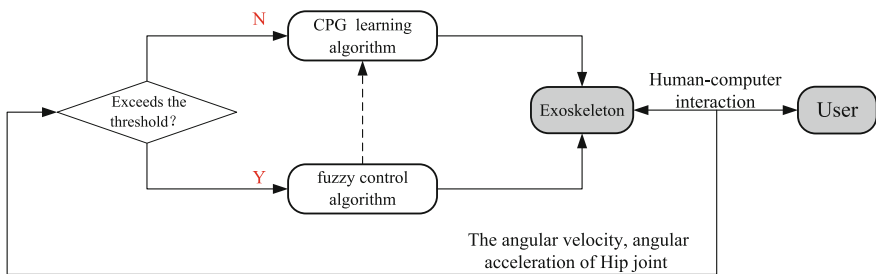 N
CPG learning
algorithm
Exceeds the
threshold?
Human-computer
interaction
Exoskeleton
User
Y
fuzzy control
algorithm
The angular velocity, angular
acceleration of Hip joint